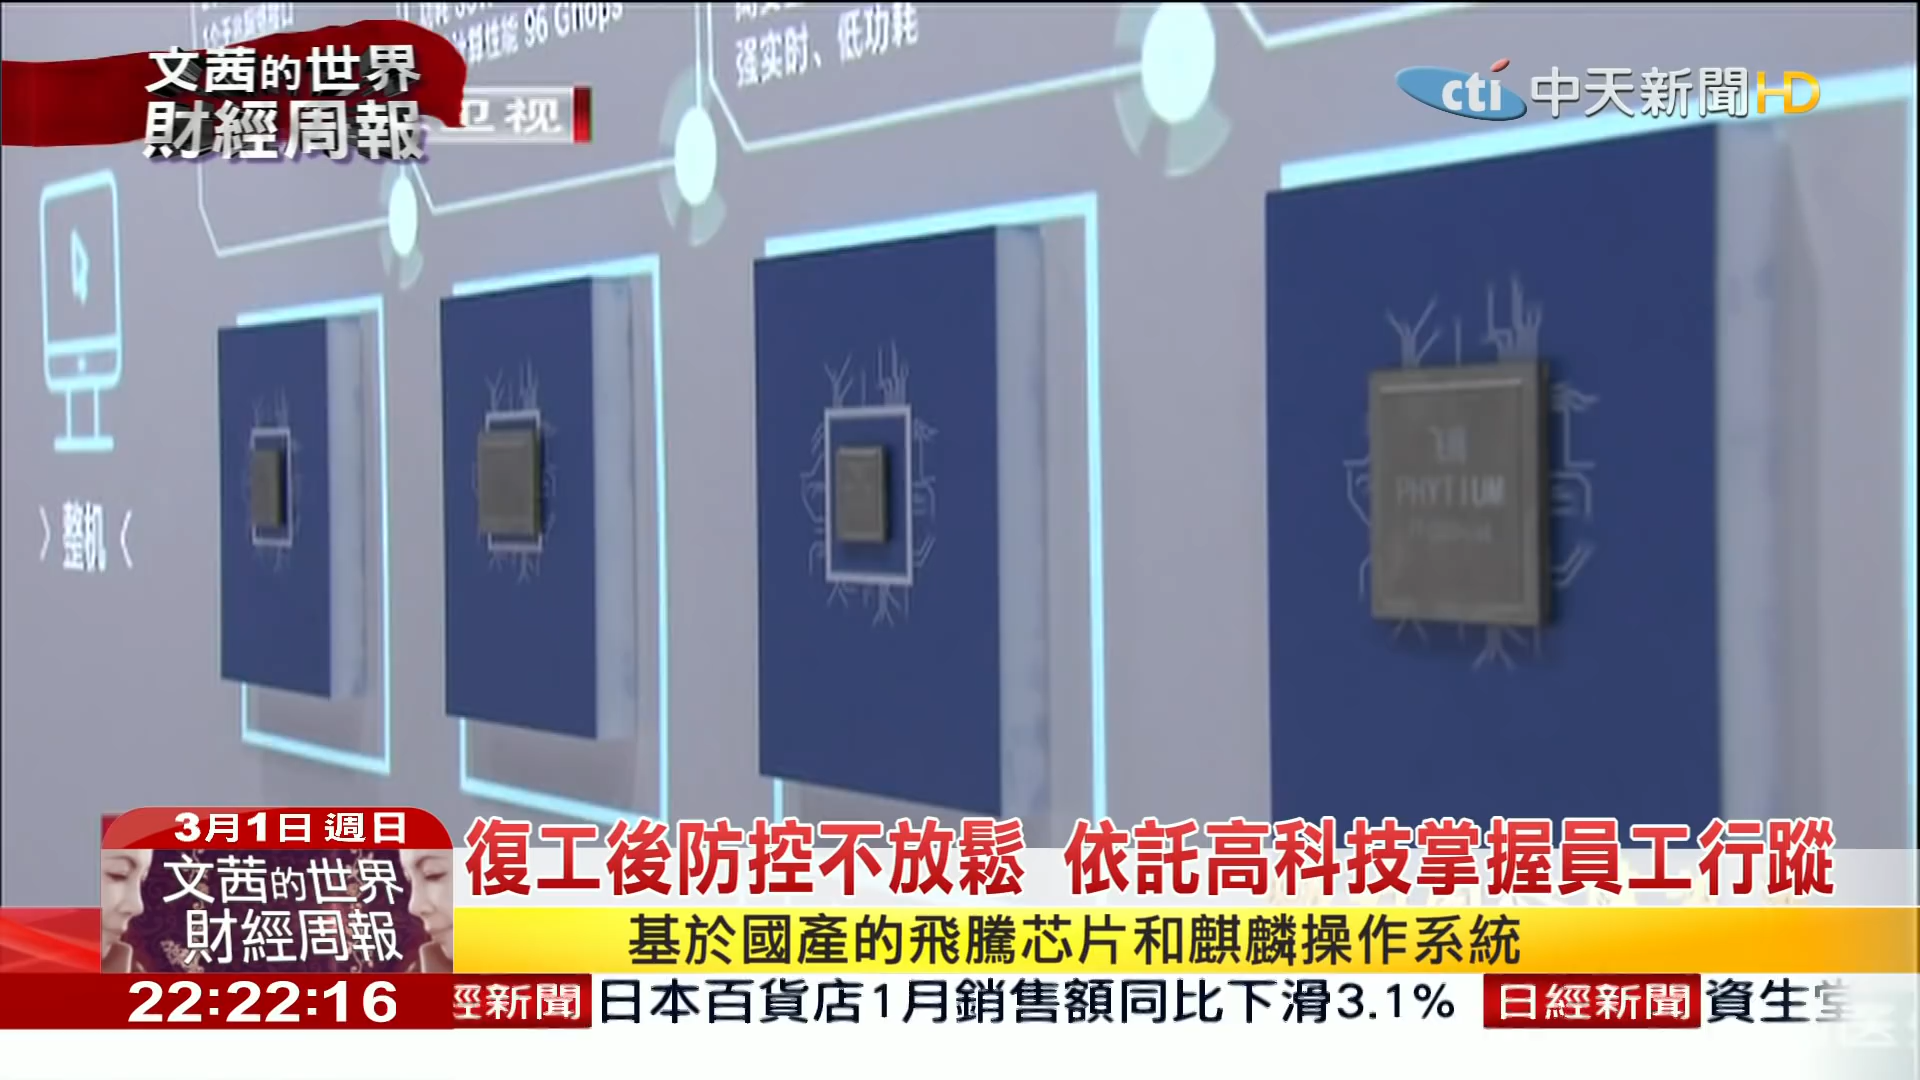 性能 96 Gflops
强实时、低功耗
文茜的世界
財經周報
卫视
cti 中天新聞HD
整机
PHYTIUM
3月1日 週日
文茜的世界
財經周報
復工後防控不放鬆 依託高科技掌握員工行蹤
基於國產的飛騰芯片和麒麟操作系統
22:22:16
經新聞 日本百貨店1月銷售額同比下滑3.1% 日經新聞 資生堂